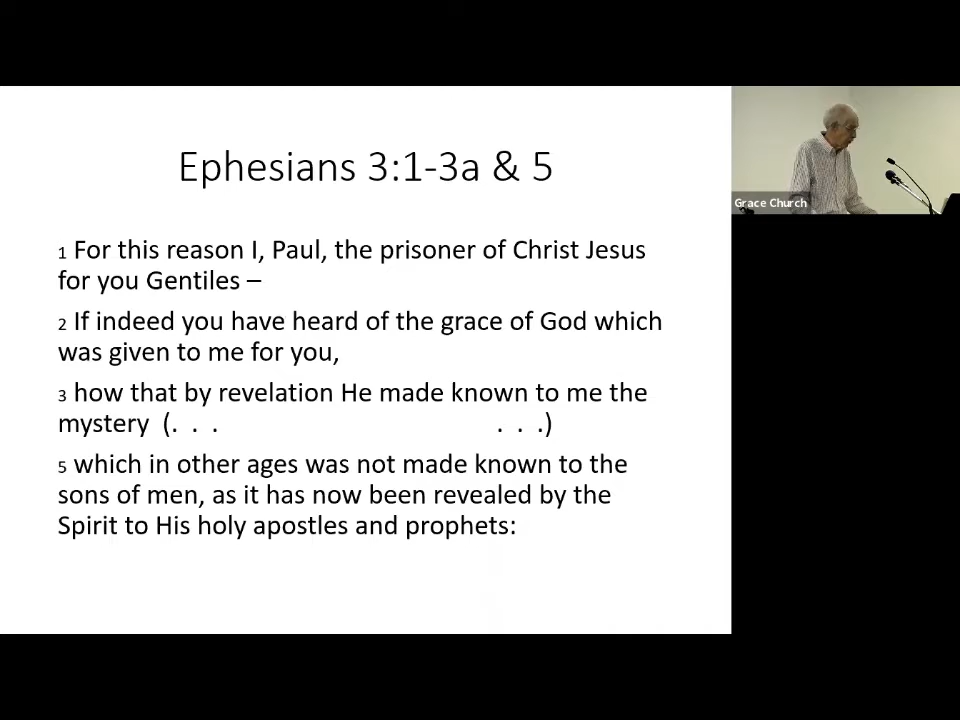 Ephesians 3:1-3a & 5
1 For this reason I, Paul, the prisoner of Christ Jesus
for you Gentiles –
2 If indeed you have heard of the grace of God which
was given to me for you,
3 how that by revelation He made known to me the
mystery (. . . . . .)
5 which in other ages was not made known to the
sons of men, as it has now been revealed by the
Spirit to His holy apostles and prophets:
Grace Church